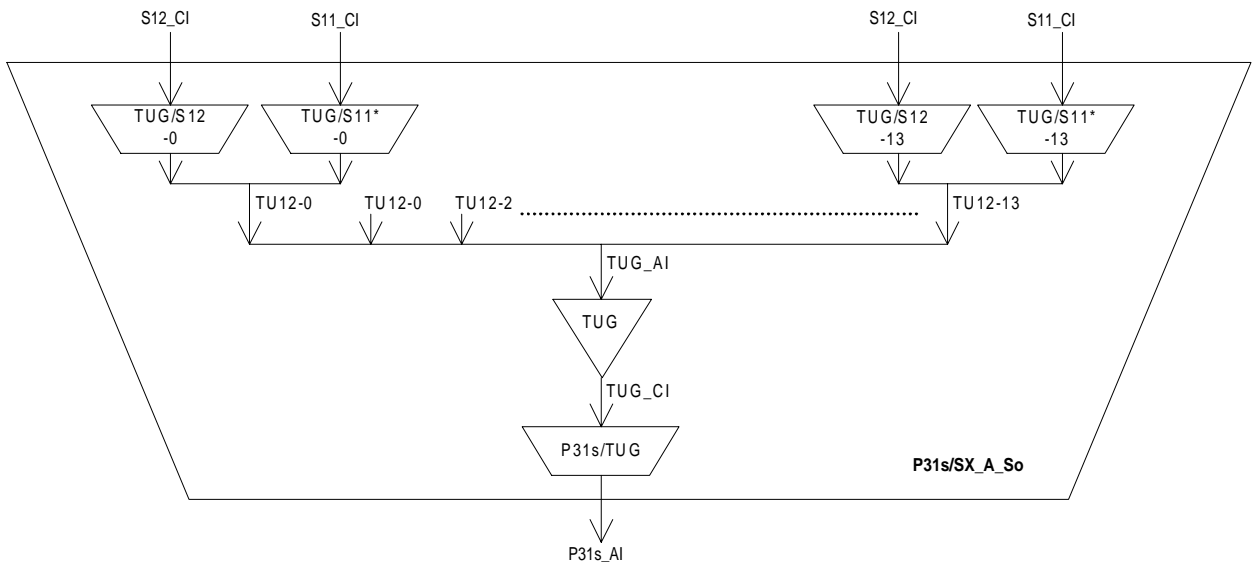 S12_CI
S11_CI
S12_CI
S11_CI
TUG/S12
-0
TUG/S11*
-0
TUG/S12
-13
TUG/S11*
-13
TU12-0
TU12-0
TU12-2
TU12-13
TUG_AI
TUG
TUG_CI
P31s/TUG
P31s/SX_A_So
P31s_AI